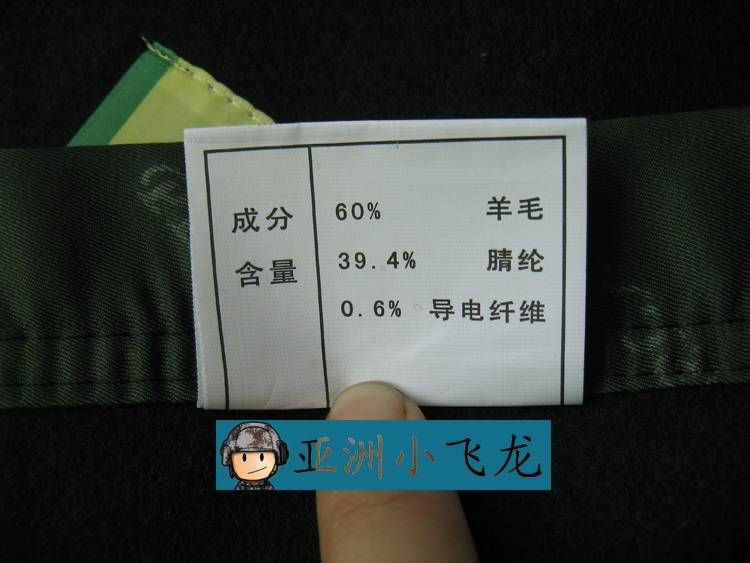 成分
含量
60% 羊毛
39.4% 腈纶
0.6% 导电纤维
亚洲小飞龙